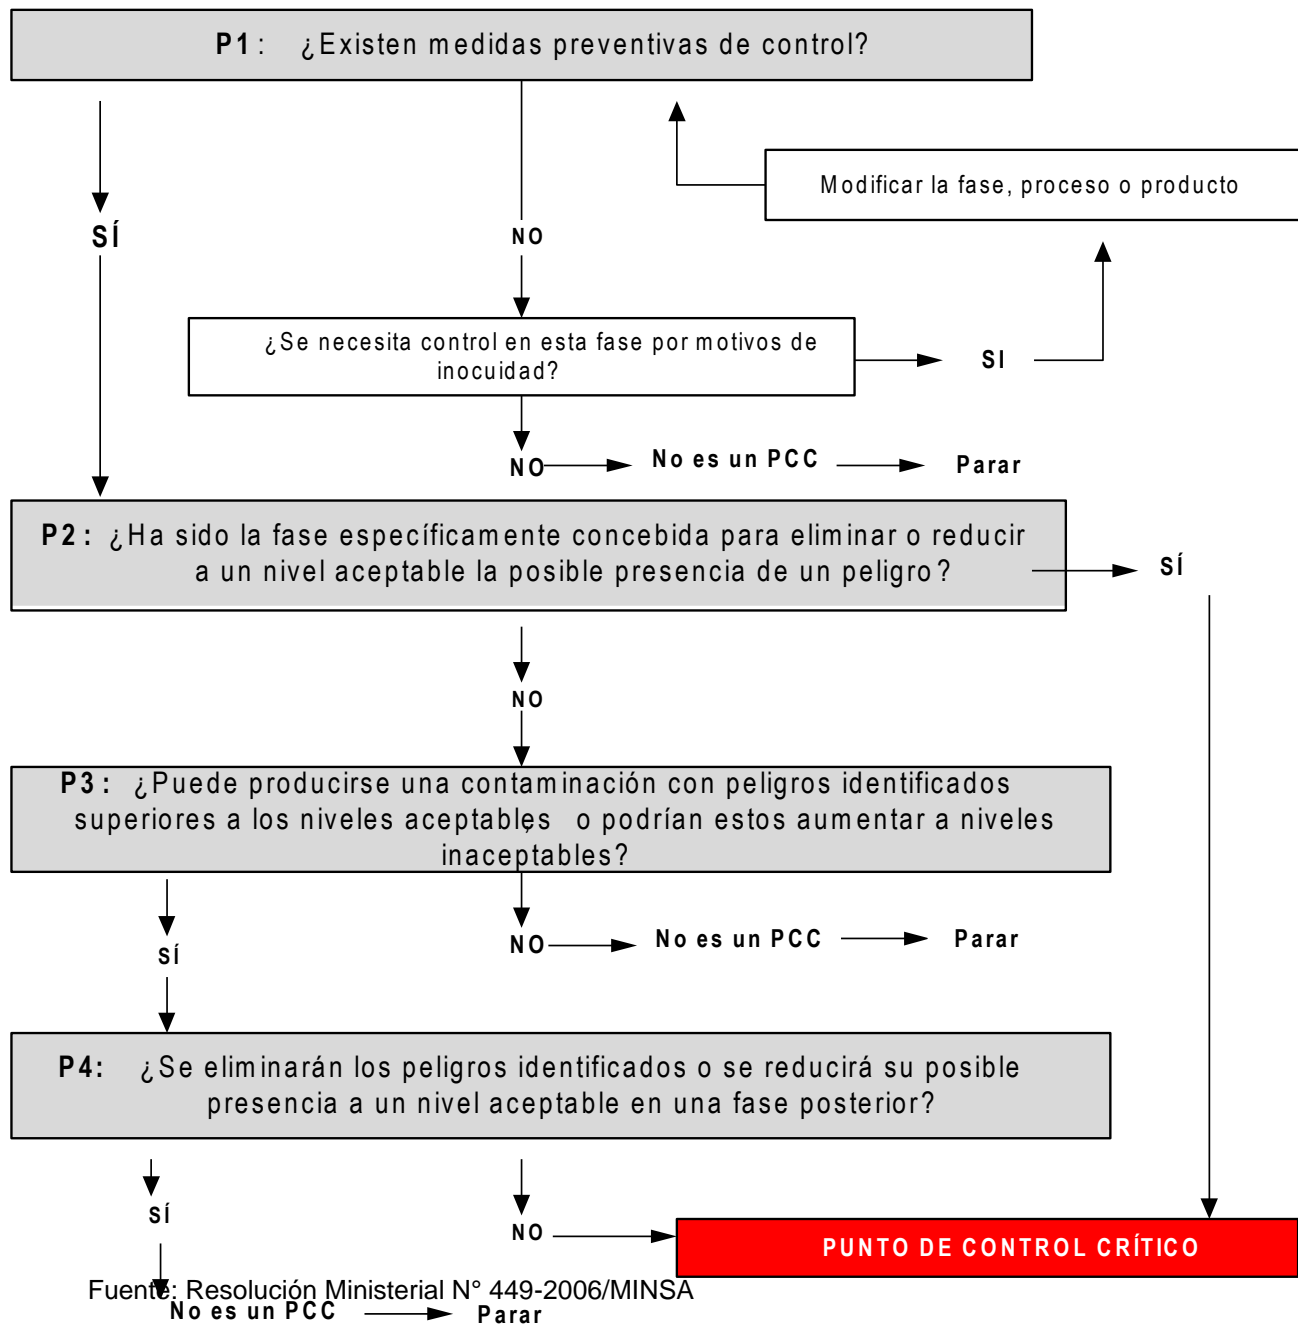 P1: ¿Existen medidas preventivas de control?
Modificar la fase, proceso o producto
SÍ
NO
¿Se necesita control en esta fase por motivos de
inocuidad?
SI
NO
No es un PCC
Parar
P2: ¿Ha sido la fase específicamente concebida para eliminar o reducir
a un nivel aceptable la posible presencia de un peligro?
SÍ
NO
P3: ¿Puede producirse una contaminación con peligros identificados
superiores a los niveles aceptables, o podrían estos aumentar a niveles
inaceptables?
SÍ
NO
No es un PCC
Parar
P4: ¿Se eliminarán los peligros identificados o se reducirá su posible
presencia a un nivel aceptable en una fase posterior?
SÍ
NO
PUNTO DE CONTROL CRÍTICO
Fuente: Resolución Ministerial N° 449-2006/MINSA
No es un PCC
Parar